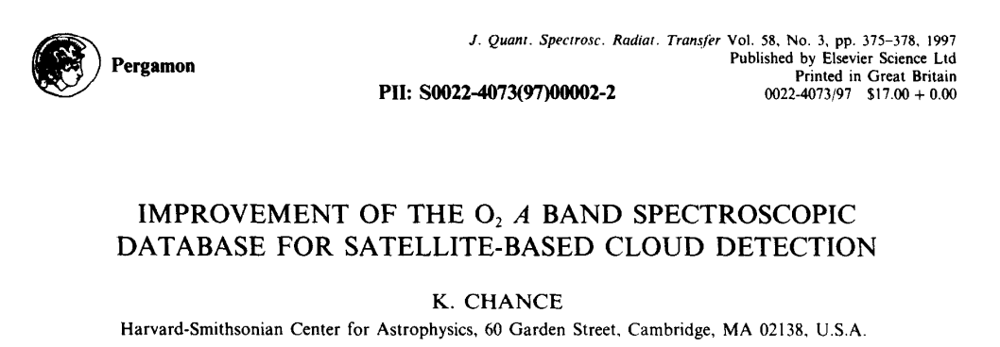 Pergamon
J. Quant. Spectrosc. Radiat. Transfer Vol. 58, No. 3, pp. 375–378, 1997
Published by Elsevier Science Ltd
Printed in Great Britain
PII: S0022-4073(97)00002-2
0022-4073/97 $17.00 + 0.00
IMPROVEMENT OF THE O₂ A BAND SPECTROSCOPIC
DATABASE FOR SATELLITE-BASED CLOUD DETECTION
K. CHANCE
Harvard-Smithsonian Center for Astrophysics, 60 Garden Street, Cambridge, MA 02138, U.S.A.